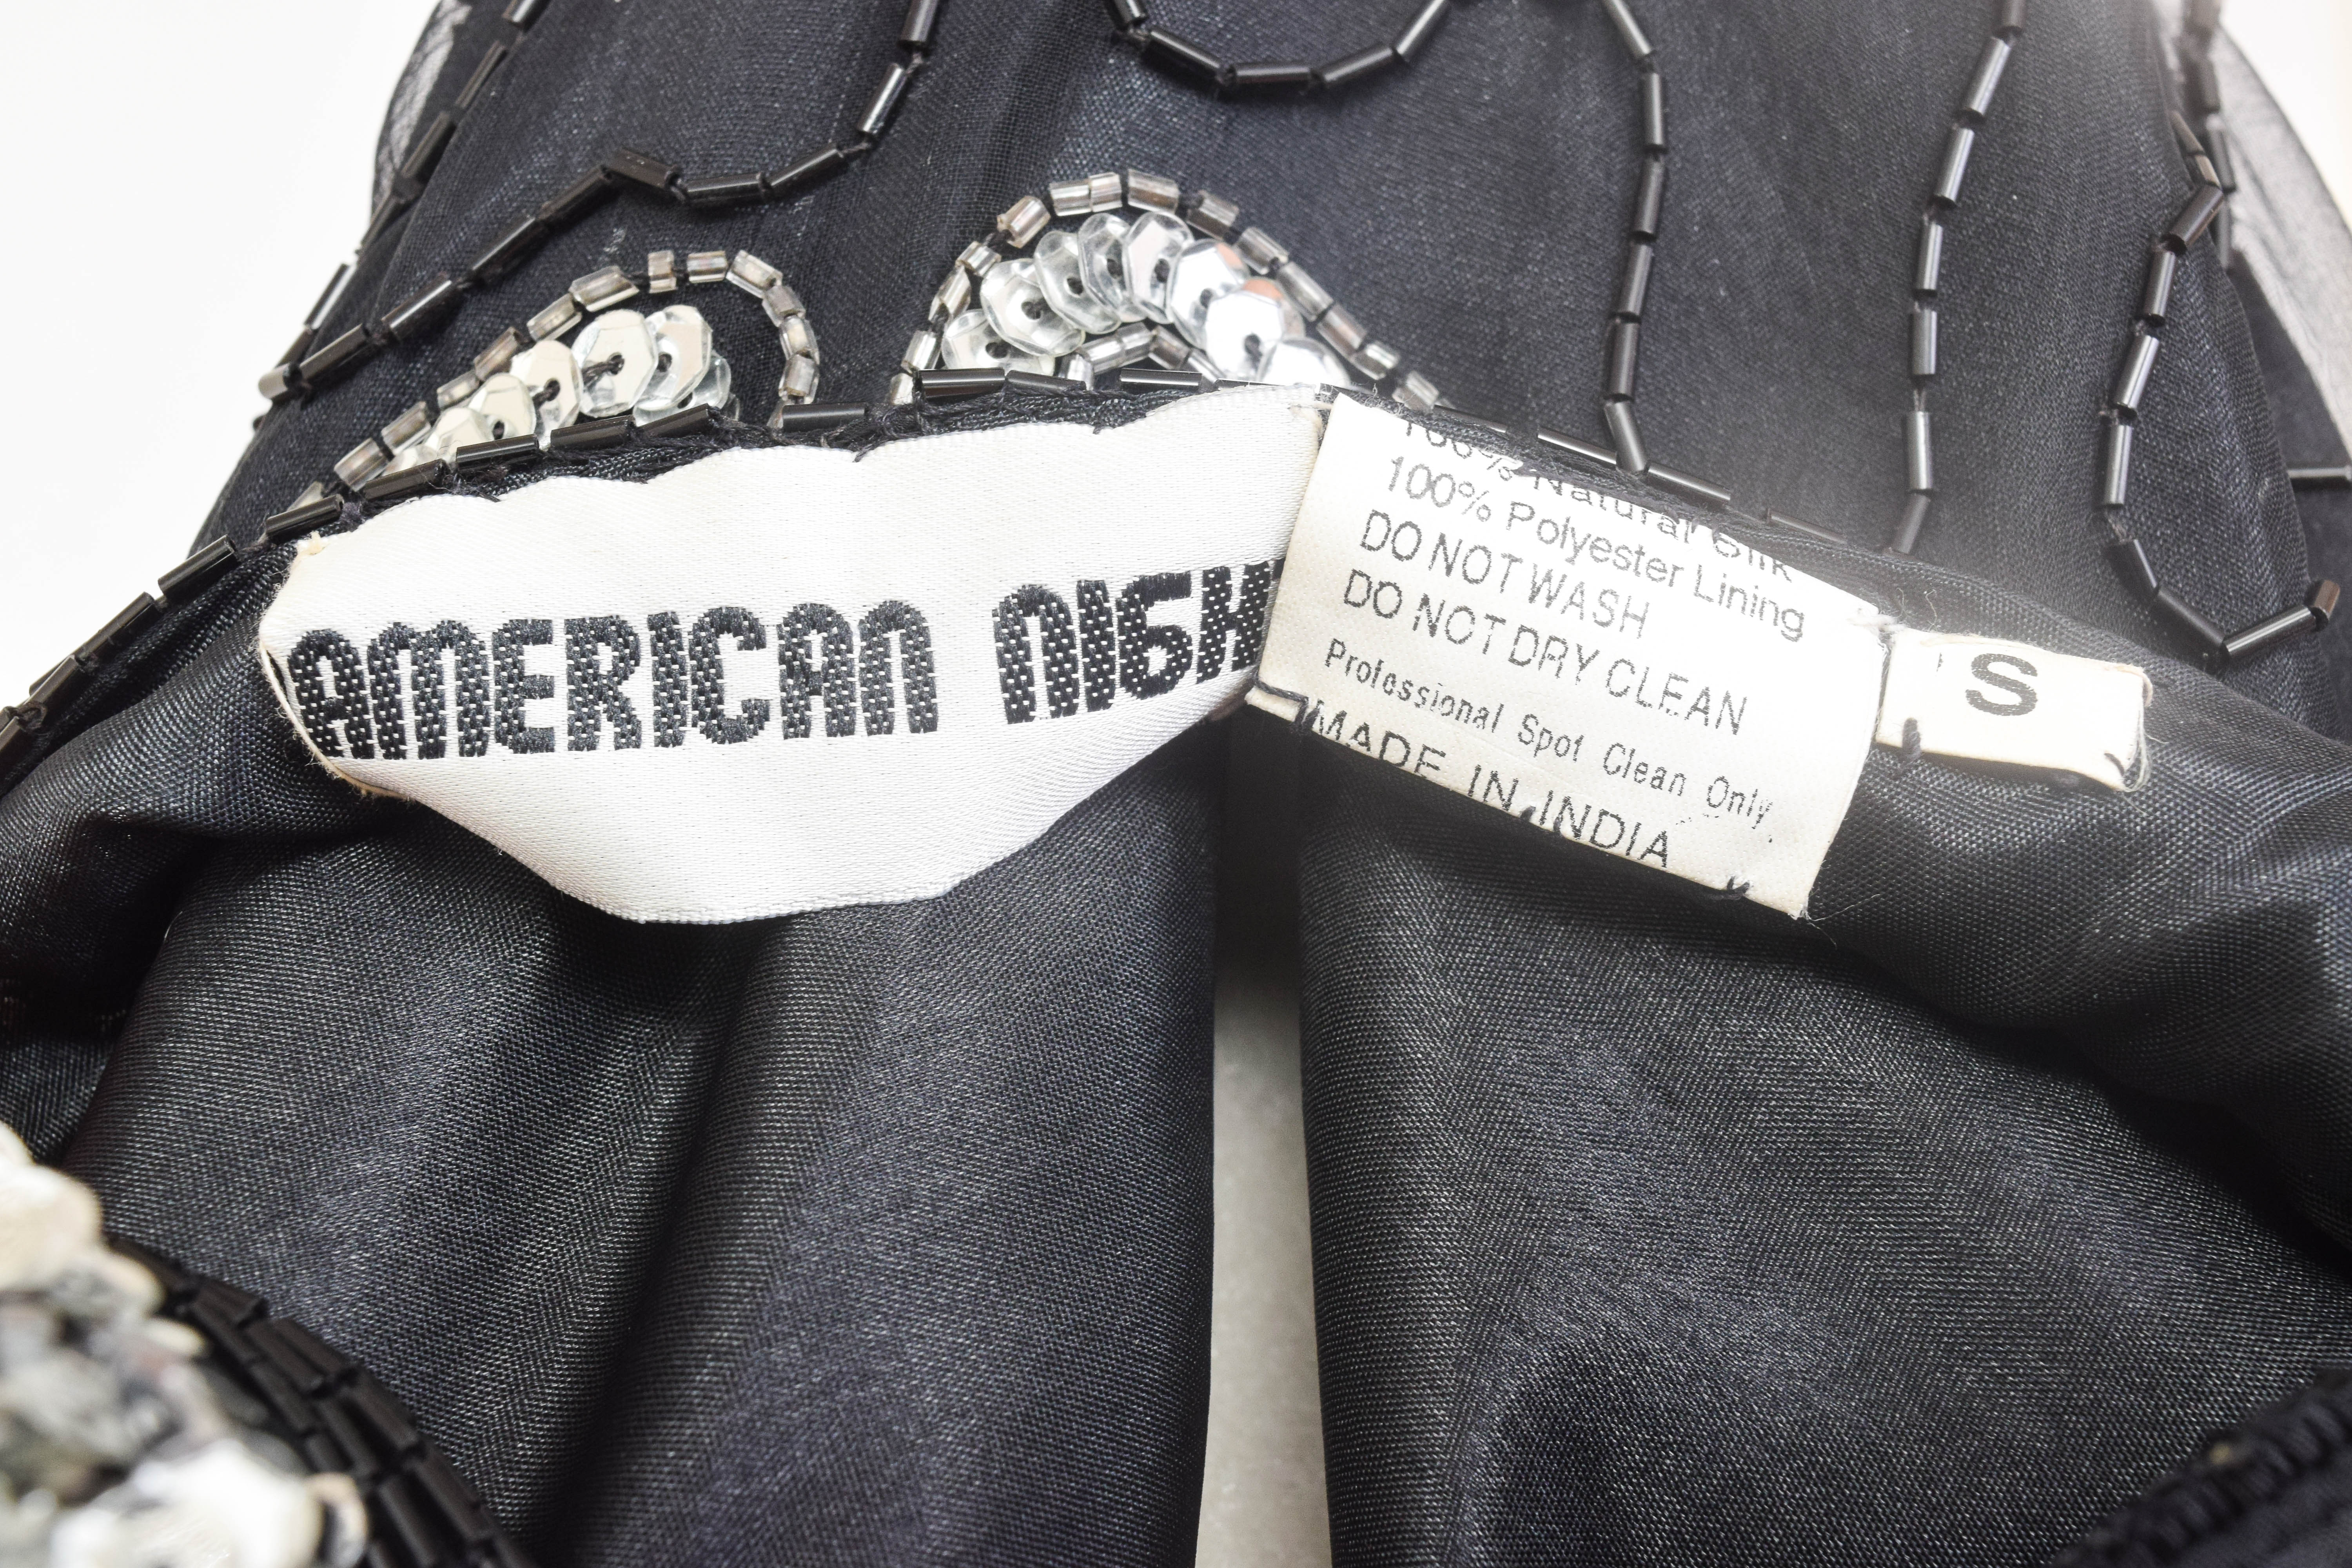 AMERICAN NIGH
100% Natural Silk
100% Polyester Lining
DO NOT WASH
DO NOT DRY CLEAN
Professional Spot Clean Only.
MADE IN INDIA
S